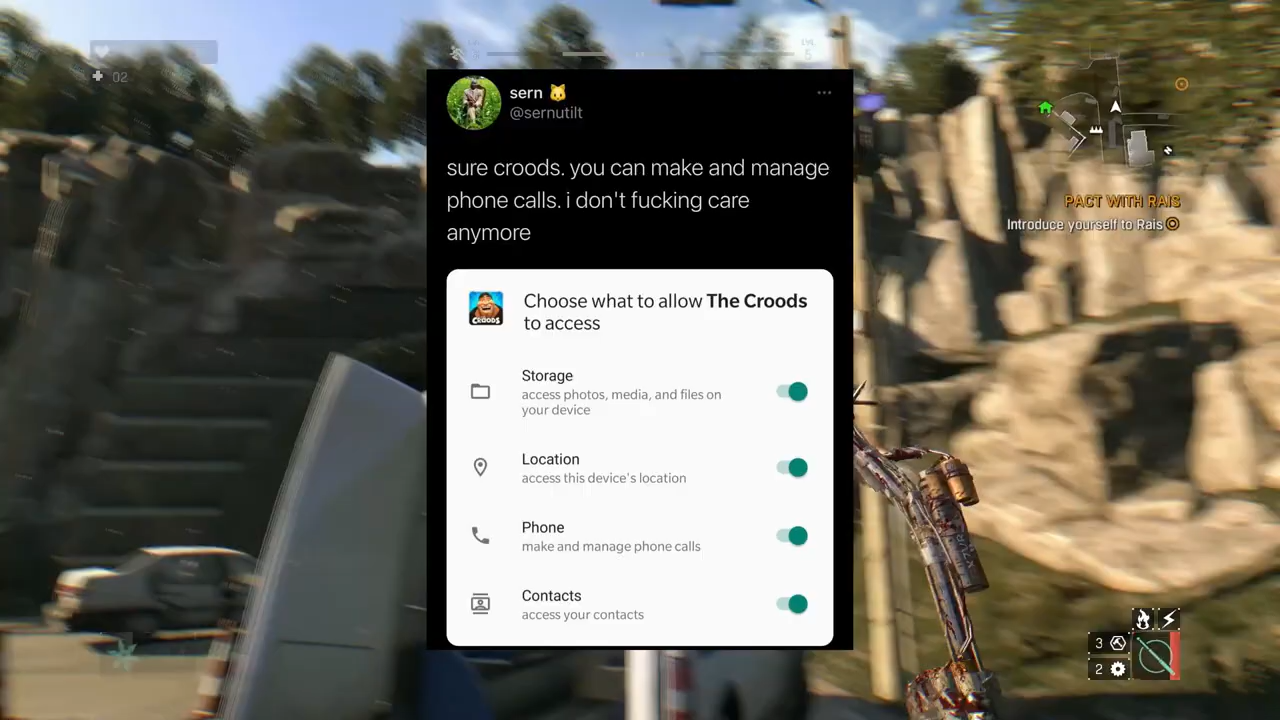 02
LVL
5
sern
@sernutilt
sure croods. you can make and manage
phone calls. i don't fucking care
anymore
CROODS
Choose what to allow The Croods
to access
Storage
access photos, media, and files on
your device
Location
access this device's location
Phone
make and manage phone calls
Contacts
access your contacts
PACT WITH RAIS
Introduce yourself to Rais
3
2